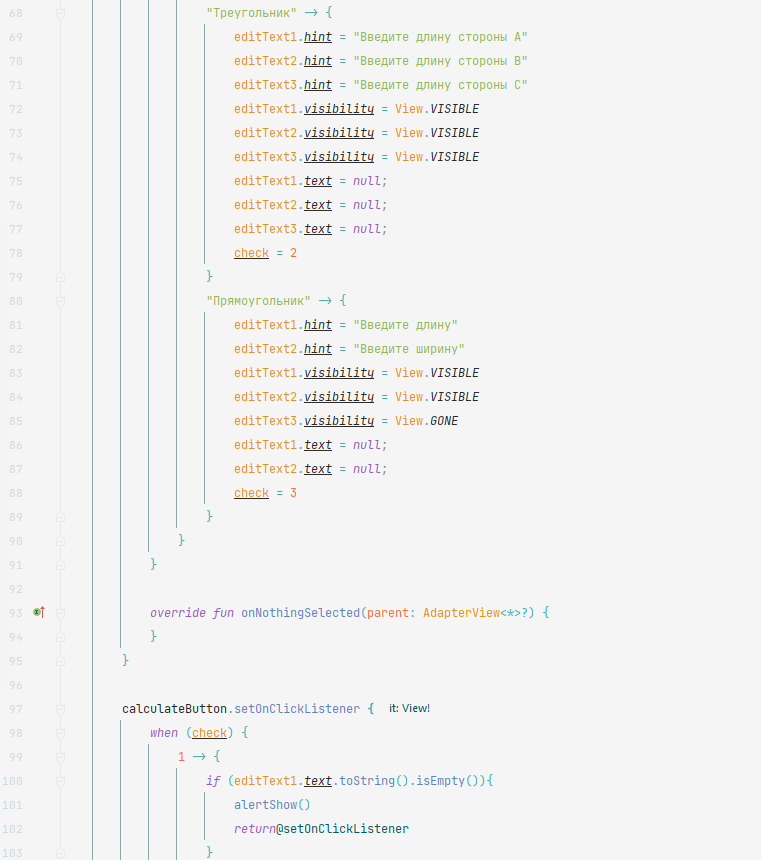 68 "Треугольник" -> {
69 editText1.hint = "Введите длину стороны A"
70 editText2.hint = "Введите длину стороны B"
71 editText3.hint = "Введите длину стороны C"
72 editText1.visibility = View.VISIBLE
73 editText2.visibility = View.VISIBLE
74 editText3.visibility = View.VISIBLE
75 editText1.text = null;
76 editText2.text = null;
77 editText3.text = null;
78 check = 2
79 }
80 "Прямоугольник" -> {
81 editText1.hint = "Введите длину"
82 editText2.hint = "Введите ширину"
83 editText1.visibility = View.VISIBLE
84 editText2.visibility = View.VISIBLE
85 editText3.visibility = View.GONE
86 editText1.text = null;
87 editText2.text = null;
88 check = 3
89 }
90 }
91 }
92
93 override fun onNothingSelected(parent: AdapterView<*>?) {
94 }
95 }
96
97 calculateButton.setOnClickListener { it: View!
98 when (check) {
99 1 -> {
100 if (editText1.text.toString().isEmpty()){
101 alertShow()
102 return@setOnClickListener
103 }